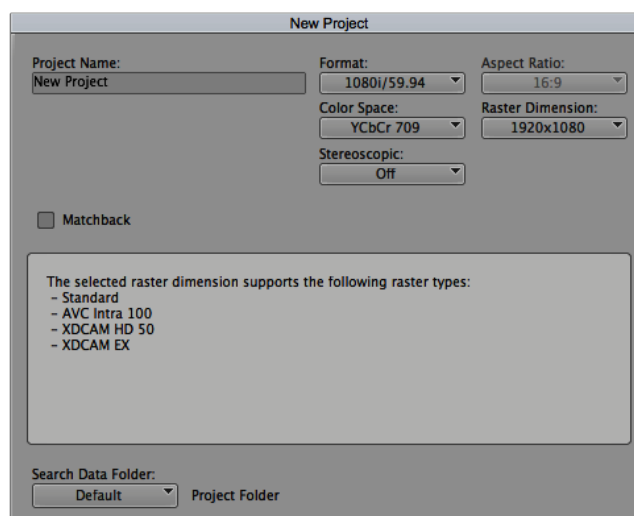 New Project
Project Name:
New Project
Format:
1080i/59.94
Aspect Ratio:
16:9
Color Space:
YCbCr 709
Raster Dimension:
1920x1080
Stereoscopic:
Off
Matchback
The selected raster dimension supports the following raster types:
- Standard
- AVC Intra 100
- XDCAM HD 50
- XDCAM EX
Search Data Folder:
Default
Project Folder